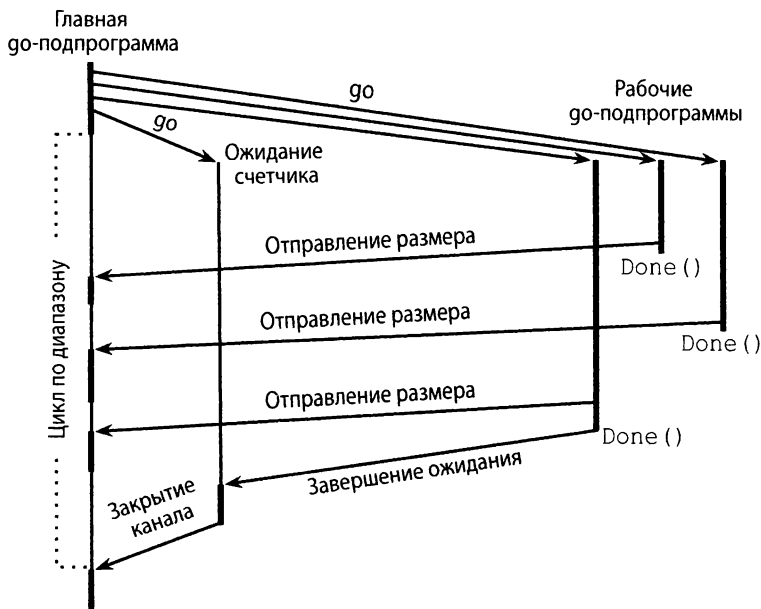 Главная
go-подпрограмма
go
Рабочие
go-подпрограммы
go
Ожидание
счетчика
Отправление размера
Done()
Отправление размера
Done()
Цикл по диапазону
Отправление размера
Done()
Завершение ожидания
Закрытие
канала